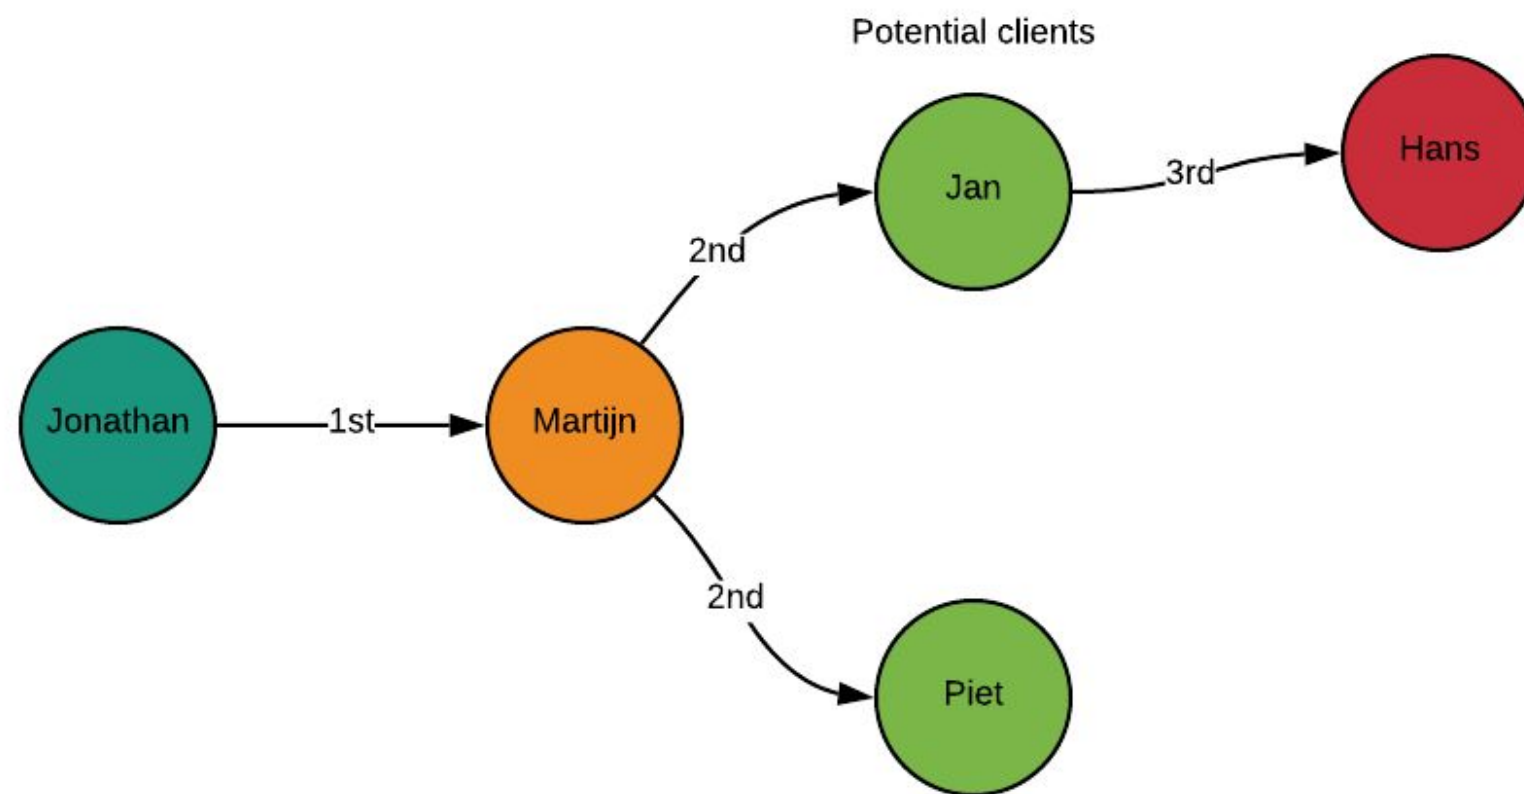 Potential clients
Hans
Jan
3rd
2nd
Jonathan
1st
Martijn
2nd
Piet